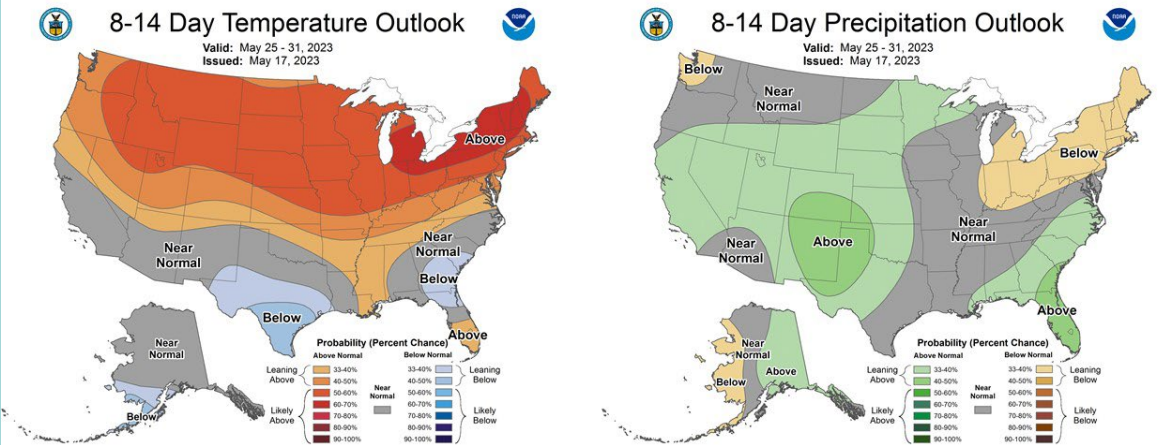 8-14 Day Temperature Outlook
Valid: May 25 - 31, 2023
Issued: May 17, 2023
NOAA
Above
Near
Normal
Near
Normal
Below
Below
Above
Near
Normal
Below
Probability (Percent Chance)
Above Normal
Below Normal
Leaning
Above
33-40%
40-50%
Likely
Above
50-60%
60-70%
70-80%
80-90%
90-100%
Near
Normal
33-40%
40-50%
Leaning
Below
50-60%
60-70%
70-80%
80-90%
90-100%
Likely
Below
8-14 Day Precipitation Outlook
Valid: May 25 - 31, 2023
Issued: May 17, 2023
NOAA
Below
Near
Normal
Below
Near
Normal
Above
Near
Normal
Above
Near
Normal
Above
Below
Probability (Percent Chance)
Above Normal
Below Normal
Leaning
Above
33-40%
40-50%
Likely
Above
50-60%
60-70%
70-80%
80-90%
90-100%
Near
Normal
33-40%
40-50%
Leaning
Below
50-60%
60-70%
70-80%
80-90%
90-100%
Likely
Below